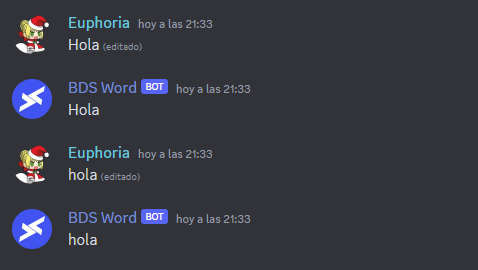 Euphoria hoy a las 21:33
Hola (editado)
BDS Word BOT hoy a las 21:33
Hola
Euphoria hoy a las 21:33
hola (editado)
BDS Word BOT hoy a las 21:33
hola